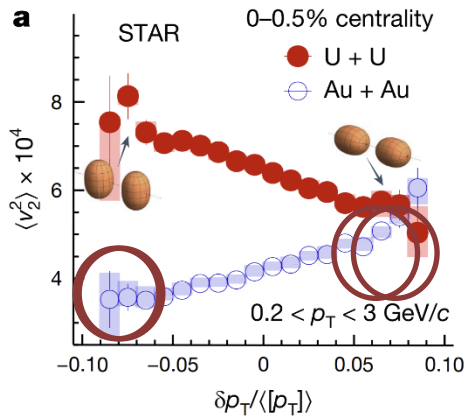 a
STAR
0–0.5% centrality
U + U
Au + Au
8
6
4
⟨v₂²⟩ × 10⁴
0.2 < pT < 3 GeV/c
−0.10
−0.05
0
0.05
0.10
δpT/⟨[pT]⟩